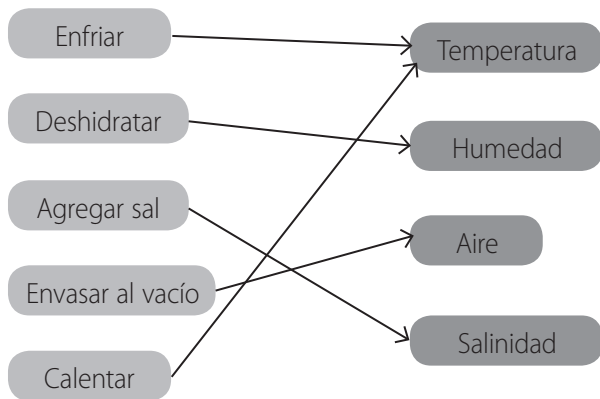 Enfriar
Deshidratar
Agregar sal
Envasar al vacío
Calentar
Temperatura
Humedad
Aire
Salinidad